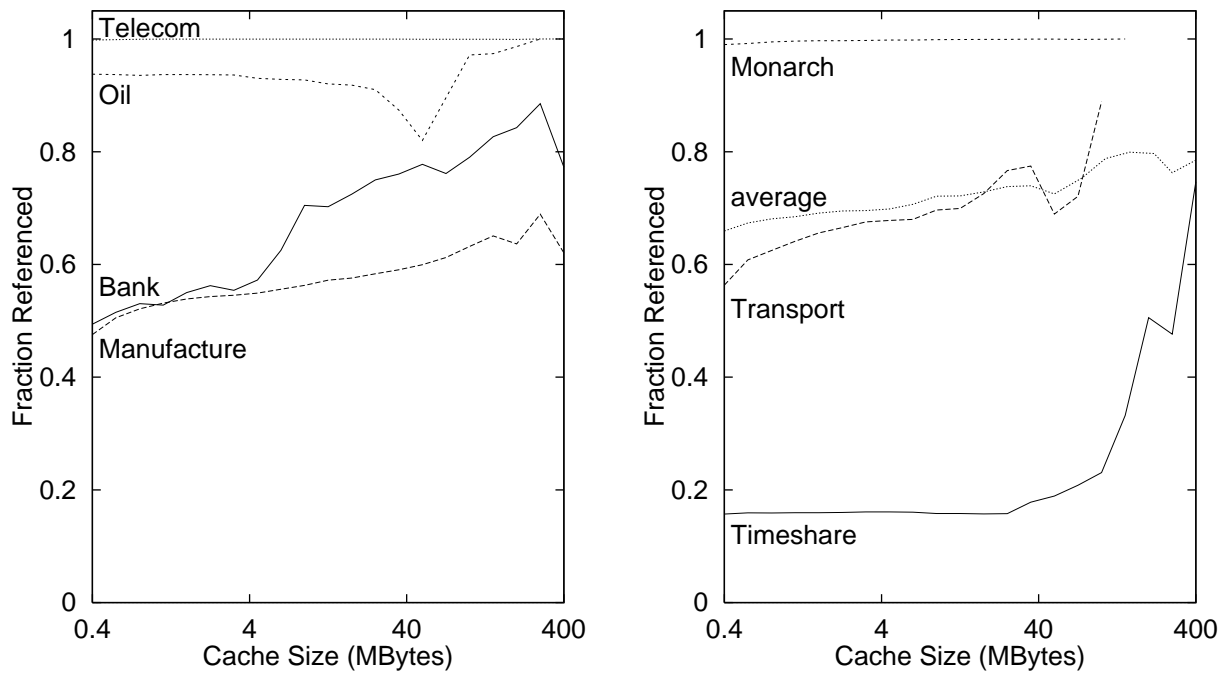 Telecom
1
Oil
0.8
0.6
Bank
Manufacture
0.4
0.2
0
0.4
4
40
400
Fraction Referenced
Cache Size (MBytes)
1
Monarch
0.8
average
0.6
Transport
0.4
0.2
Timeshare
0
0.4
4
40
400
Fraction Referenced
Cache Size (MBytes)